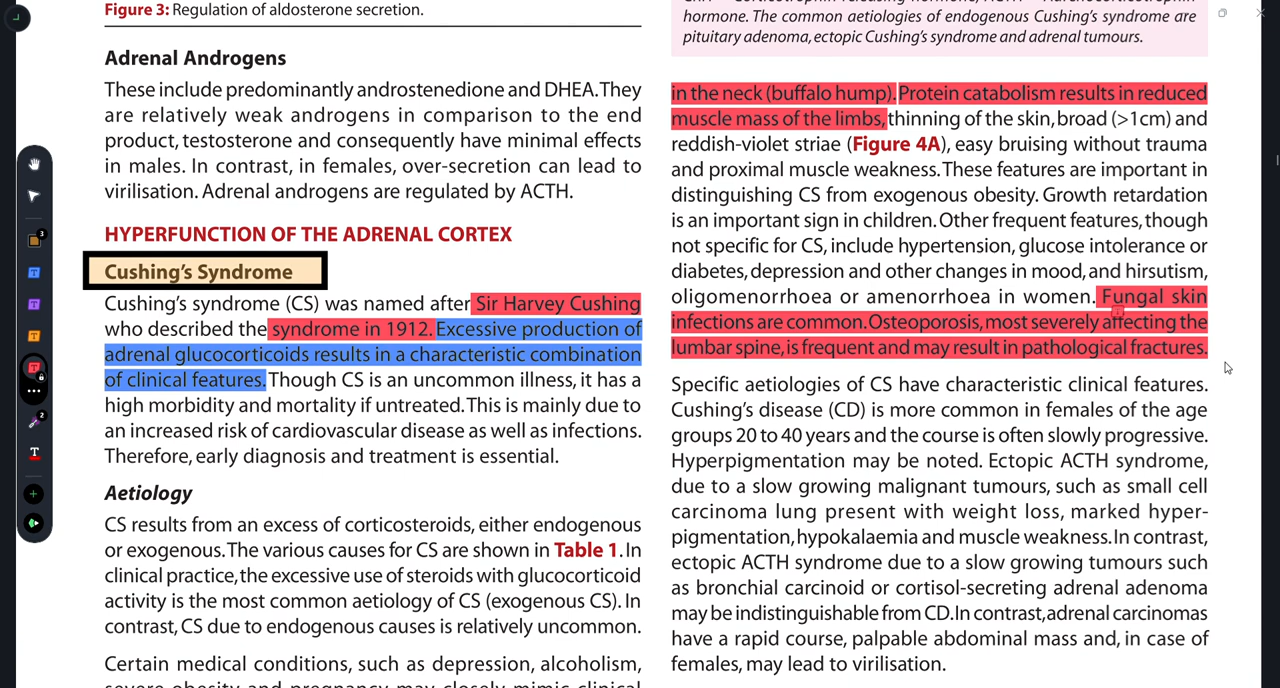 Figure 3: Regulation of aldosterone secretion.
Adrenal Androgens
These include predominantly androstenedione and DHEA. They
are relatively weak androgens in comparison to the end
product, testosterone and consequently have minimal effects
in males. In contrast, in females, over-secretion can lead to
virilisation. Adrenal androgens are regulated by ACTH.
HYPERFUNCTION OF THE ADRENAL CORTEX
Cushing's Syndrome
Cushing's syndrome (CS) was named after Sir Harvey Cushing
who described the syndrome in 1912. Excessive production of
adrenal glucocorticoids results in a characteristic combination
of clinical features. Though CS is an uncommon illness, it has a
high morbidity and mortality if untreated. This is mainly due to
an increased risk of cardiovascular disease as well as infections.
Therefore, early diagnosis and treatment is essential.
Aetiology
CS results from an excess of corticosteroids, either endogenous
or exogenous. The various causes for CS are shown in Table 1. In
clinical practice, the excessive use of steroids with glucocorticoid
activity is the most common aetiology of CS (exogenous CS). In
contrast, CS due to endogenous causes is relatively uncommon.
Certain medical conditions, such as depression, alcoholism,
severe obesity and pregnancy may closely mimic clinical
hormone. The common aetiologies of endogenous Cushing's syndrome are
pituitary adenoma, ectopic Cushing's syndrome and adrenal tumours.
in the neck (buffalo hump). Protein catabolism results in reduced
muscle mass of the limbs, thinning of the skin, broad (>1cm) and
reddish-violet striae (Figure 4A), easy bruising without trauma
and proximal muscle weakness. These features are important in
distinguishing CS from exogenous obesity. Growth retardation
is an important sign in children. Other frequent features, though
not specific for CS, include hypertension, glucose intolerance or
diabetes, depression and other changes in mood, and hirsutism,
oligomenorrhoea or amenorrhoea in women. Fungal skin
infections are common. Osteoporosis, most severely affecting the
lumbar spine, is frequent and may result in pathological fractures.
Specific aetiologies of CS have characteristic clinical features.
Cushing's disease (CD) is more common in females of the age
groups 20 to 40 years and the course is often slowly progressive.
Hyperpigmentation may be noted. Ectopic ACTH syndrome,
due to a slow growing malignant tumours, such as small cell
carcinoma lung present with weight loss, marked hyper-
pigmentation, hypokalaemia and muscle weakness. In contrast,
ectopic ACTH syndrome due to a slow growing tumours such
as bronchial carcinoid or cortisol-secreting adrenal adenoma
may be indistinguishable from CD. In contrast, adrenal carcinomas
have a rapid course, palpable abdominal mass and, in case of
females, may lead to virilisation.